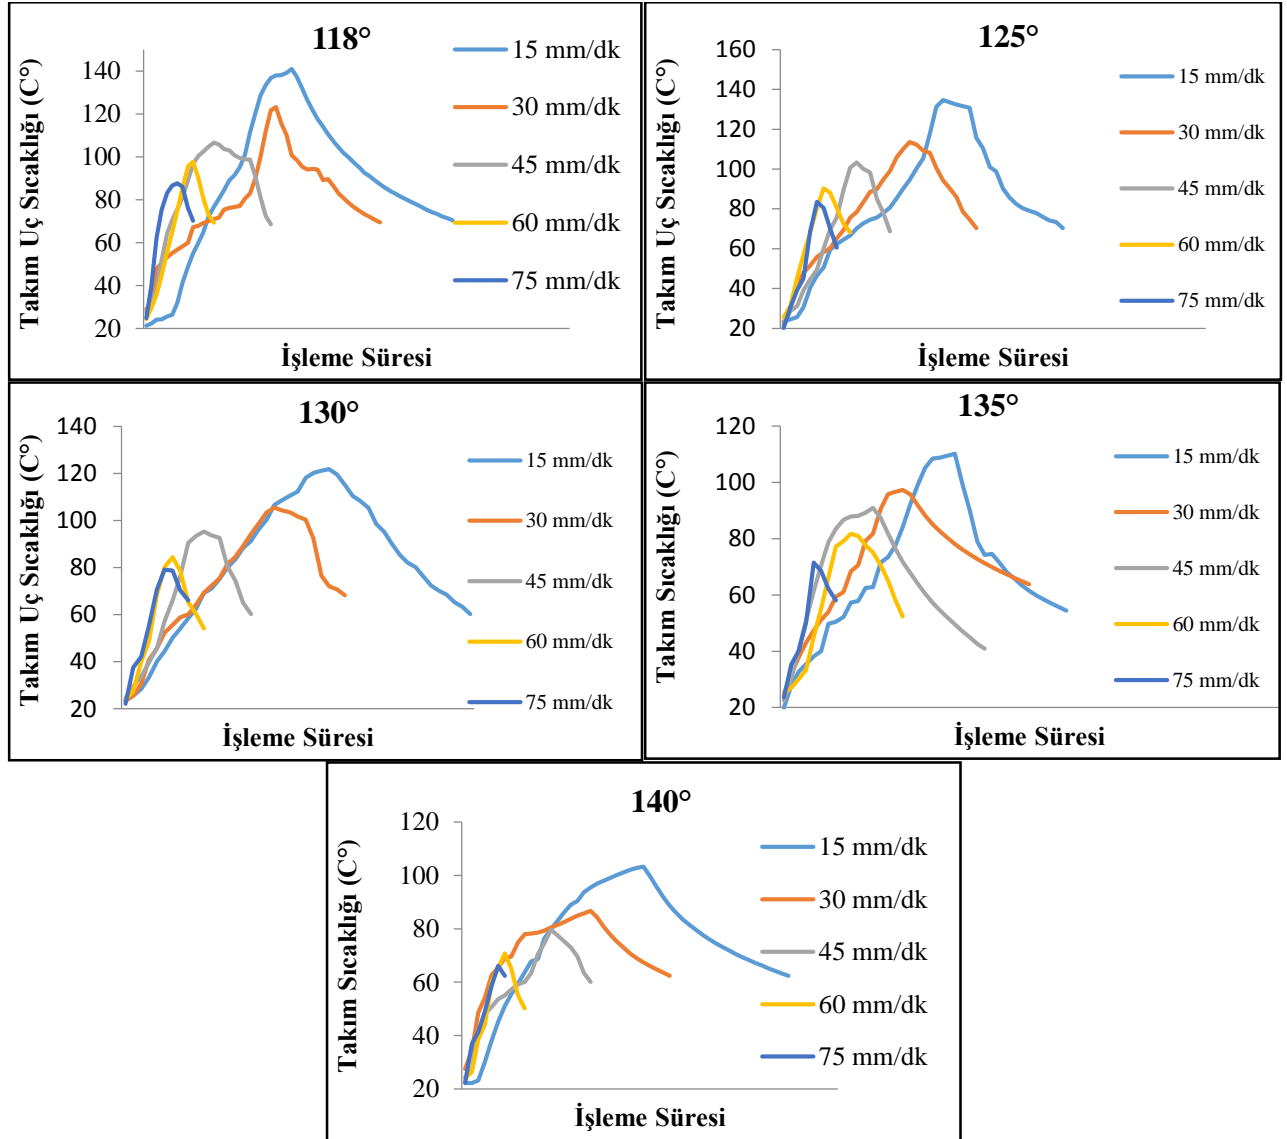 118°
Takım Uç Sıcaklığı (C°)
140
120
100
80
60
40
20
15 mm/dk
30 mm/dk
45 mm/dk
60 mm/dk
75 mm/dk
İşleme Süresi
125°
Takım Uç Sıcaklığı (C°)
160
140
120
100
80
60
40
20
15 mm/dk
30 mm/dk
45 mm/dk
60 mm/dk
75 mm/dk
İşleme Süresi
130°
Takım Uç Sıcaklığı (C°)
140
120
100
80
60
40
20
15 mm/dk
30 mm/dk
45 mm/dk
60 mm/dk
75 mm/dk
İşleme Süresi
135°
Takım Sıcaklığı (C°)
120
100
80
60
40
20
15 mm/dk
30 mm/dk
45 mm/dk
60 mm/dk
75 mm/dk
İşleme Süresi
140°
Takım Sıcaklığı (C°)
120
100
80
60
40
20
15 mm/dk
30 mm/dk
45 mm/dk
60 mm/dk
75 mm/dk
İşleme Süresi